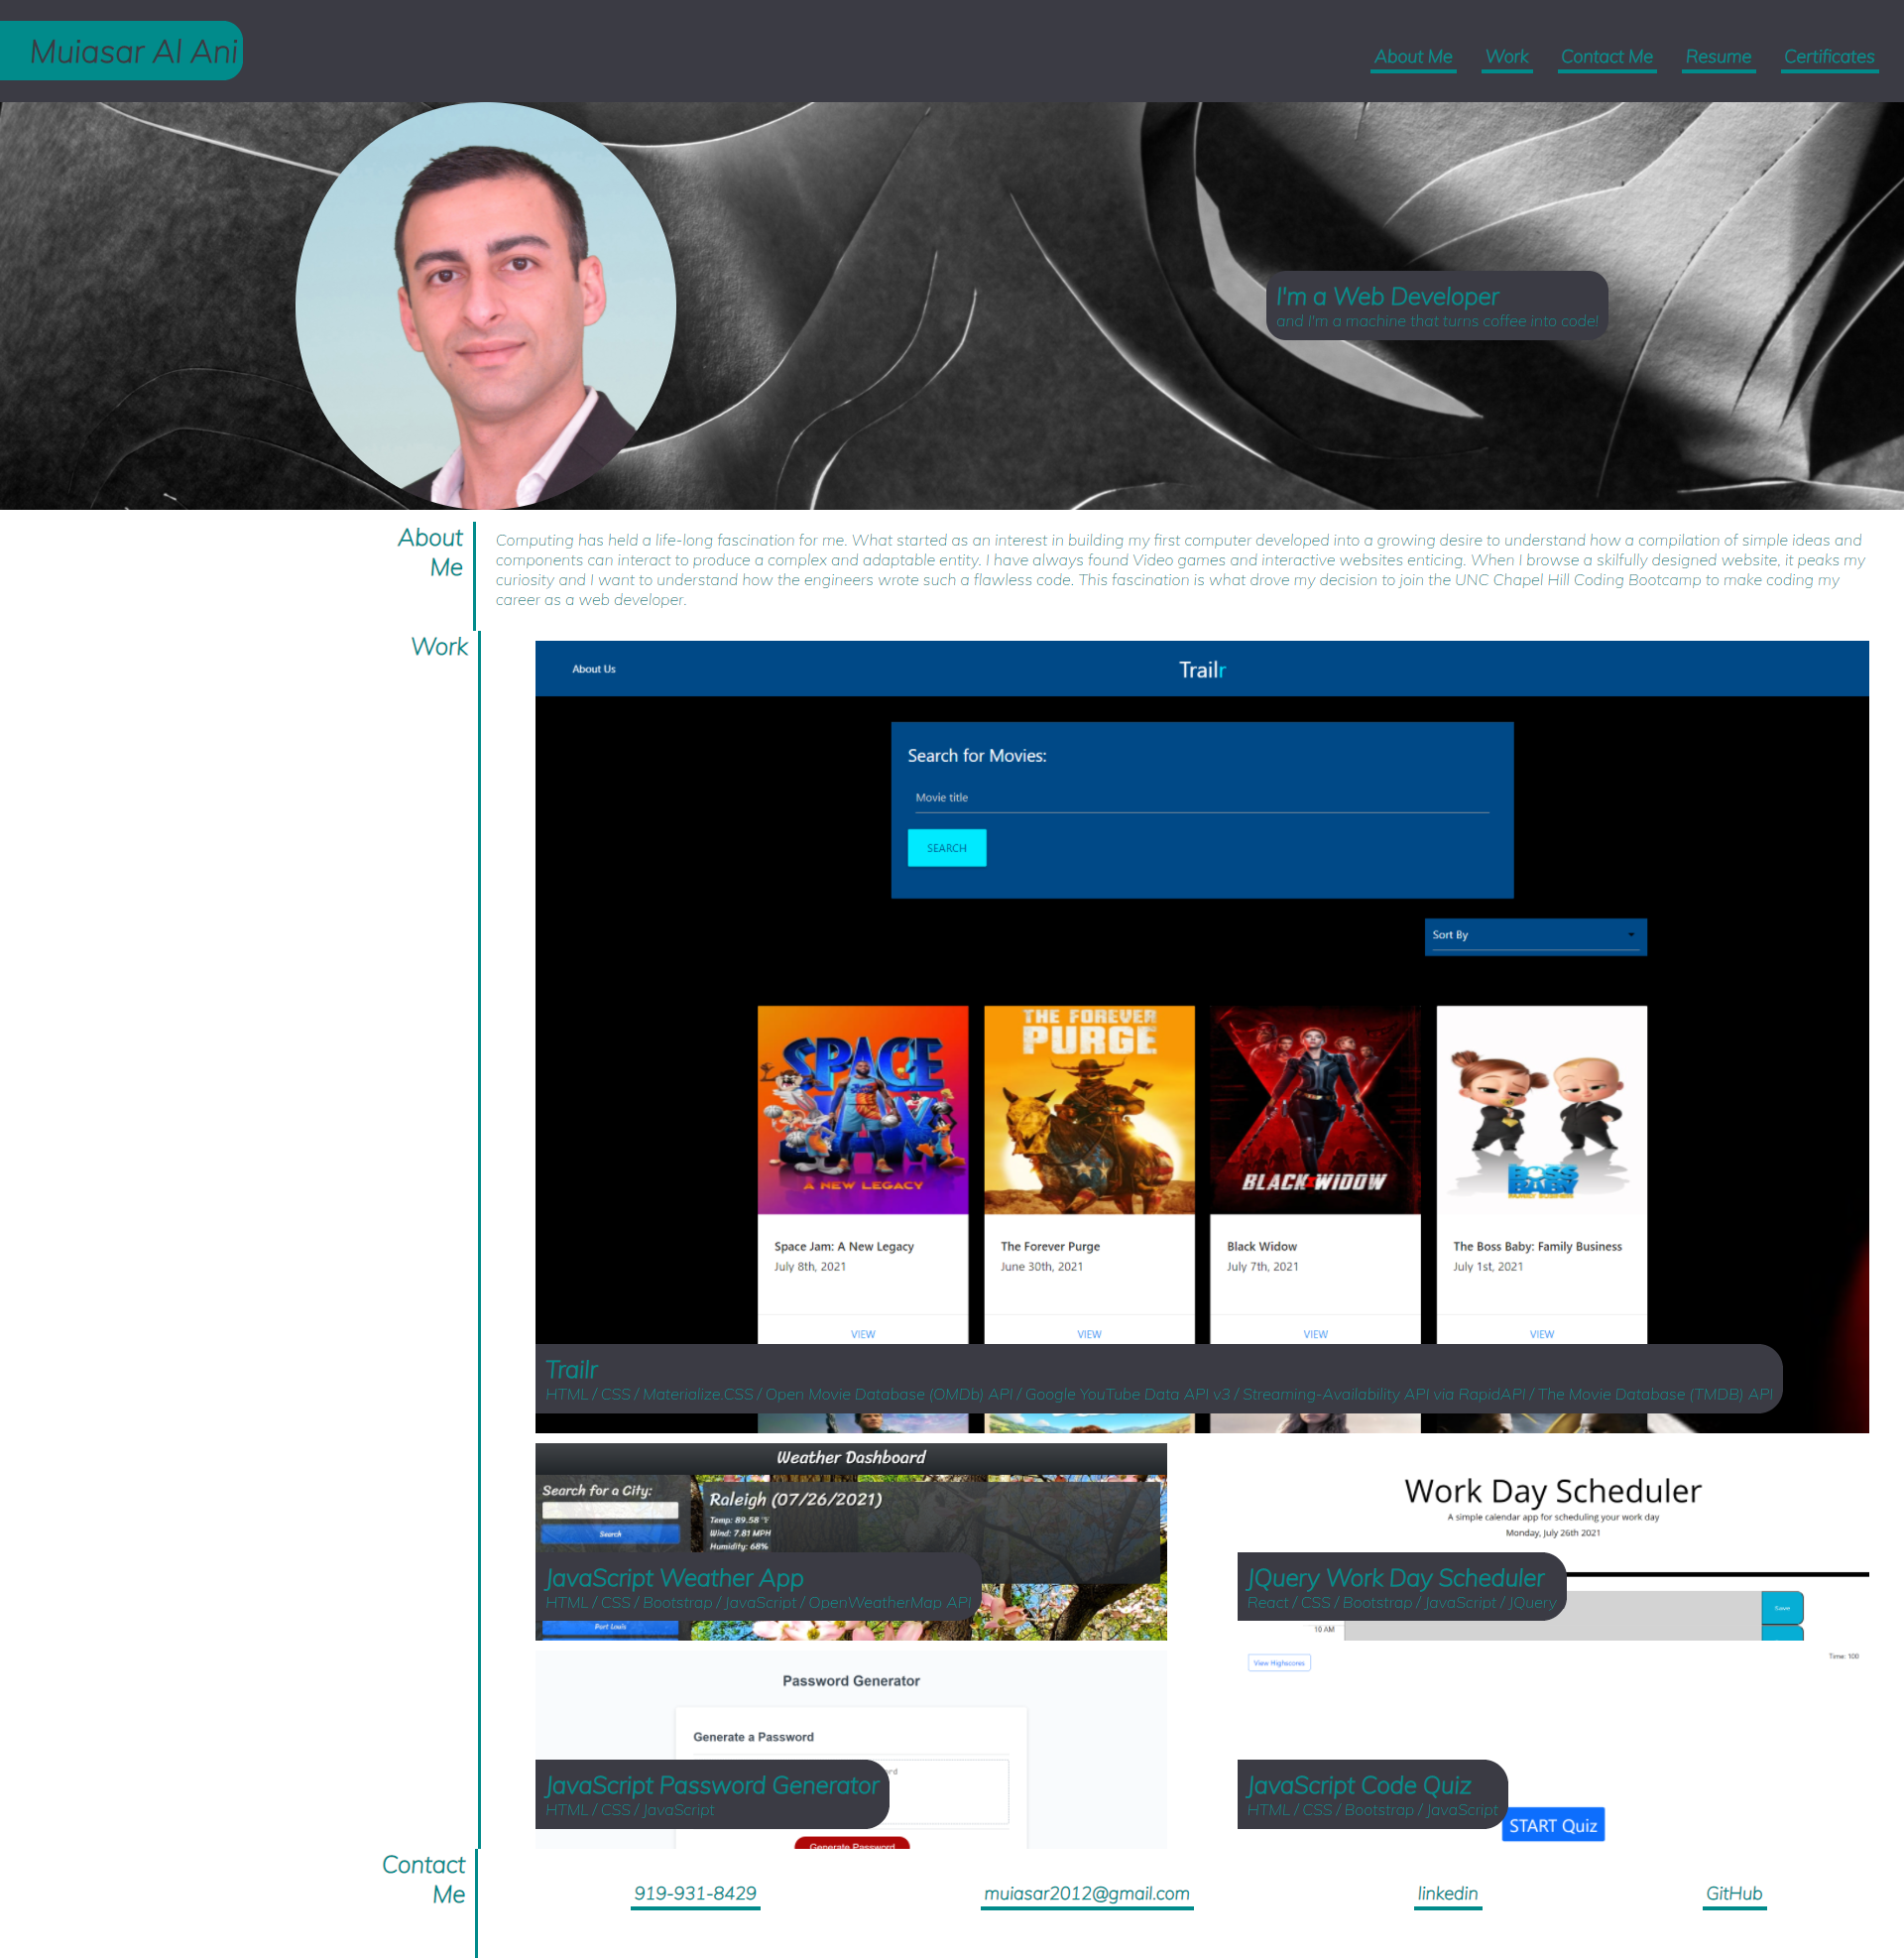 Muiasar Al Ani
About Me Work Contact Me Resume Certificates
I'm a Web Developer
and I'm a machine that turns coffee into code!
About
Me
Computing has held a life-long fascination for me. What started as an interest in building my first computer developed into a growing desire to understand how a compilation of simple ideas and
components can interact to produce a complex and adaptable entity. I have always found Video games and interactive websites enticing. When I browse a skilfully designed website, it peaks my
curiosity and I want to understand how the engineers wrote such a flawless code. This fascination is what drove my decision to join the UNC Chapel Hill Coding Bootcamp to make coding my
career as a web developer.
Work
About Us
Trailr
Search for Movies:
Movie title
SEARCH
Sort By
SPACE JAM
A NEW LEGACY
THE FOREVER
PURGE
BLACK WIDOW
BOSS
BABY
FAMILY BUSINESS
Space Jam: A New Legacy
July 8th, 2021
VIEW
The Forever Purge
June 30th, 2021
VIEW
Black Widow
July 7th, 2021
VIEW
The Boss Baby: Family Business
July 1st, 2021
VIEW
Trailr
HTML / CSS / Materialize.CSS / Open Movie Database (OMDb) API / Google YouTube Data API v3 / Streaming-Availability API via RapidAPI / The Movie Database (TMDB) API
Weather Dashboard
Search for a City:
Search
Raleigh (07/26/2021)
Temp: 89.58 °F
Wind: 7.81 MPH
Humidity: 68%
JavaScript Weather App
HTML / CSS / Bootstrap / JavaScript / OpenWeatherMap API
Port Louis
Work Day Scheduler
A simple calendar app for scheduling your work day
Monday, July 26th 2021
JQuery Work Day Scheduler
React / CSS / Bootstrap / JavaScript / JQuery
Save
10 AM
Password Generator
Generate a Password
JavaScript Password Generator
HTML / CSS / JavaScript
Generate Password
View Highscores
Time: 100
JavaScript Code Quiz
HTML / CSS / Bootstrap / JavaScript
START Quiz
Contact
Me
919-931-8429 muiasar2012@gmail.com linkedin GitHub